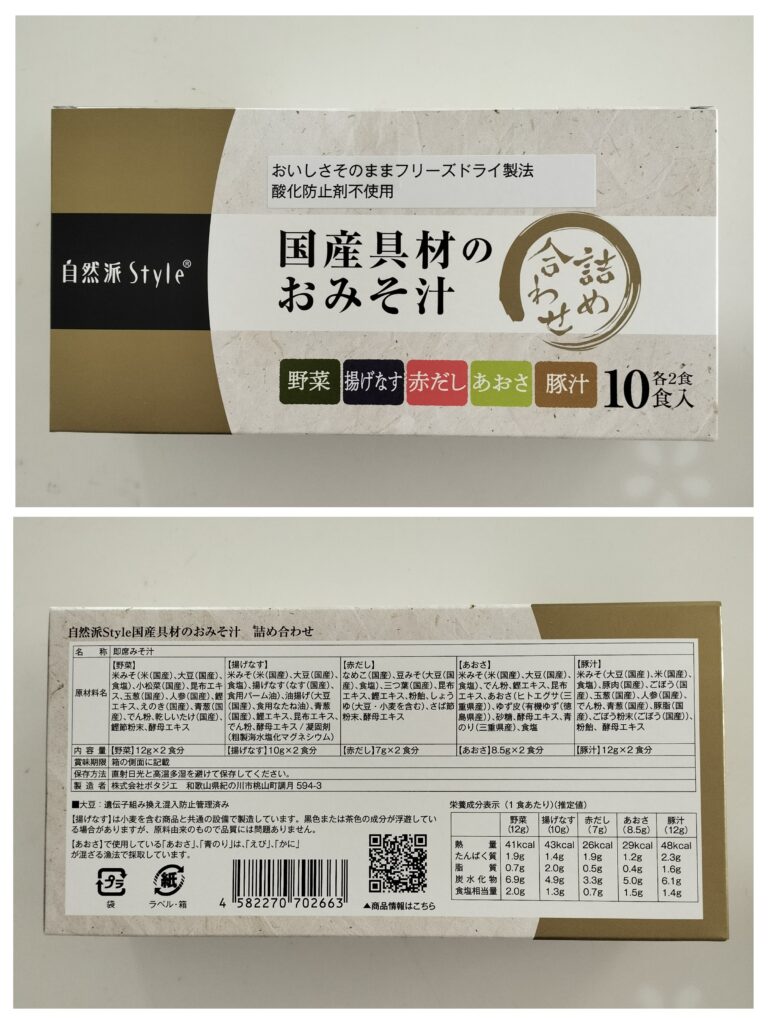 おいしさそのままフリーズドライ製法
酸化防止剤不使用
自然派Style®
国産具材の
おみそ汁
詰め
合わせ
野菜 揚げなす 赤だし あおさ 豚汁 10食入 各2食
自然派Style国産具材のおみそ汁 詰め合わせ
名 称 即席みそ汁
原材料名
【野菜】
米みそ(米(国産)、大豆(国産)、
食塩)、小松菜(国産)、昆布エキ
ス、玉葱(国産)、人参(国産)、鰹
エキス、えのき(国産)、青葱(国
産)、でん粉、乾しいたけ(国産)、
鰹節粉末、酵母エキス
【揚げなす】
米みそ(米(国産)、大豆(国産)、
食塩)、揚げなす(なす(国産)、
食用パーム油)、油揚げ(大豆
(国産)、食用なたね油)、青葱
(国産)、鰹エキス、昆布エキス、
でん粉、酵母エキス / 凝固剤
(粗製海水塩化マグネシウム)
【赤だし】
なめこ(国産)、豆みそ(大豆(国
産)、食塩)、三つ葉(国産)、昆布
エキス、鰹エキス、粉飴、しょう
ゆ(大豆・小麦を含む)、さば節
粉末、酵母エキス
【あおさ】
米みそ(米(国産)、大豆(国産)、
食塩)、でん粉、鰹エキス、昆布
エキス、あおさ(ヒトエグサ(三
重県産))、ゆず皮(有機ゆず(徳
島県産))、砂糖、酵母エキス、青
のり(三重県産)、食塩
【豚汁】
米みそ(大豆(国産)、米(国産)、
食塩)、豚肉(国産)、ごぼう(国
産)、玉葱(国産)、人参(国産)、
でん粉、青葱(国産)、豚脂(国
産)、ごぼう粉末(ごぼう(国産))、
粉飴、酵母エキス
内 容 量 【野菜】12g×2食分 【揚げなす】10g×2食分 【赤だし】7g×2食分 【あおさ】8.5g×2食分 【豚汁】12g×2食分
賞味期限 箱の側面に記載
保存方法 直射日光と高温多湿を避けて保存してください。
製 造 者 株式会社ポタジエ 和歌山県紀の川市桃山町調月594-3
■大豆:遺伝子組み換え混入防止管理済み
【揚げなす】は小麦を含む商品と共通の設備で製造しています。黒色または茶色の成分が浮遊してい
る場合がありますが、原料由来のもので品質には問題ありません。
【あおさ】で使用している「あおさ」、「青のり」は、「えび」、「かに」
が混ざる漁法で採取しています。
プラ
袋
紙
ラベル・箱
4 582270 702663
▲商品情報はこちら
栄養成分表示(1食あたり)(推定値)
野菜(12g) 揚げなす(10g) 赤だし(7g) あおさ(8.5g) 豚汁(12g)
熱 量 41kcal 43kcal 26kcal 29kcal 48kcal
たんぱく質 1.9g 1.4g 1.9g 1.2g 2.3g
脂 質 0.7g 2.0g 0.5g 0.4g 1.6g
炭水化物 6.9g 4.9g 3.3g 5.0g 6.1g
食塩相当量 2.0g 1.3g 0.7g 1.5g 1.4g